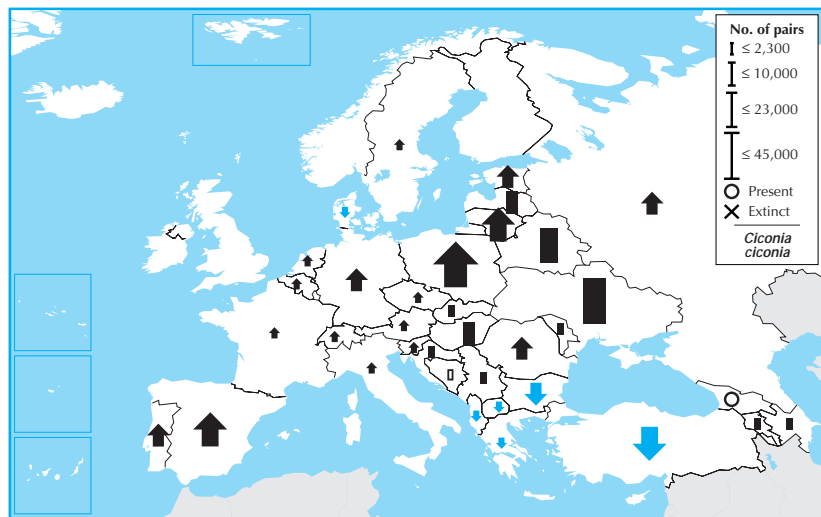 No. of pairs
≤ 2,300
≤ 10,000
≤ 23,000
≤ 45,000
Present
Extinct
Ciconia
ciconia